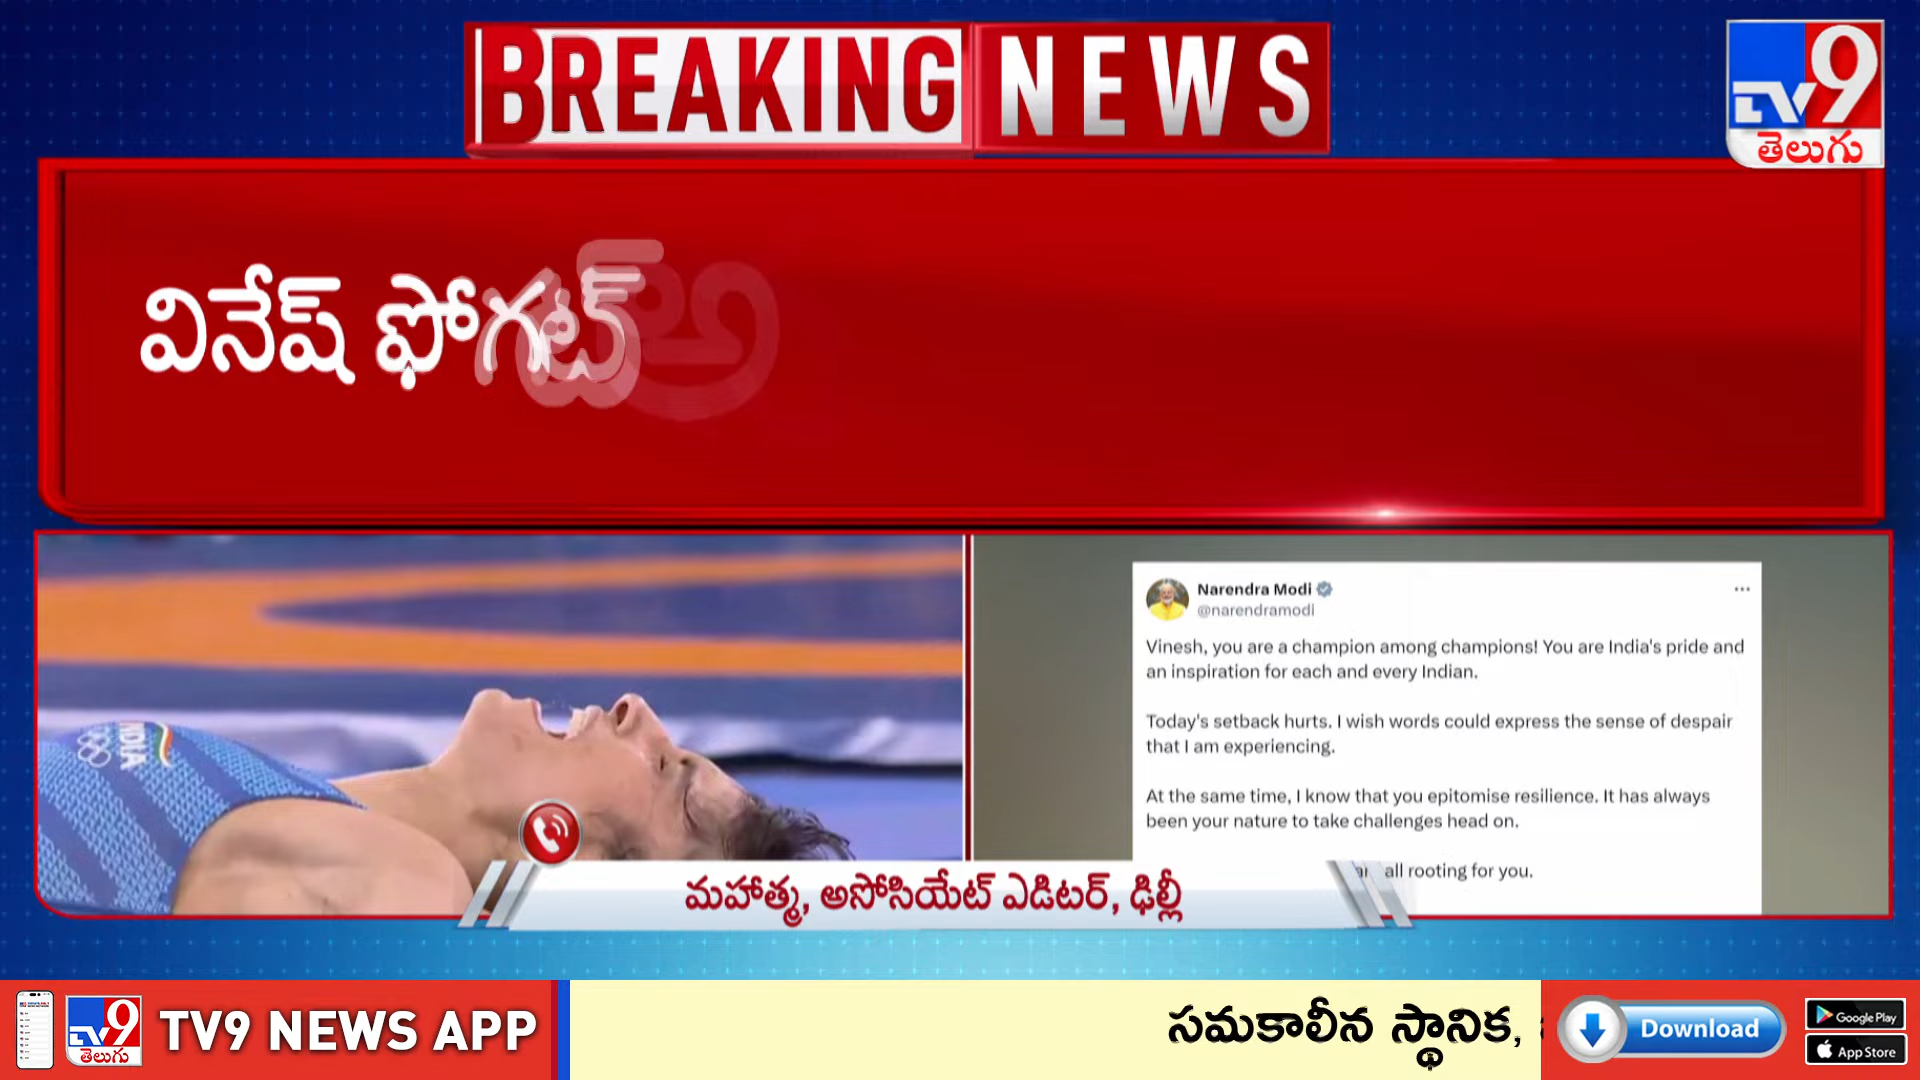 BREAKING NEWS
TV9
తెలుగు
వినేష్ ఫోగట్ అ
INDIA
Narendra Modi
@narendramodi
Vinesh, you are a champion among champions! You are India's pride and
an inspiration for each and every Indian.
Today's setback hurts. I wish words could express the sense of despair
that I am experiencing.
At the same time, I know that you epitomise resilience. It has always
been your nature to take challenges head on.
all rooting for you.
మహాత్మ, అసోసియేట్ ఎడిటర్, ఢిల్లీ
TV9
తెలుగు
TV9 NEWS APP
సమకాలీన స్థానిక,
Download
Google Play
App Store